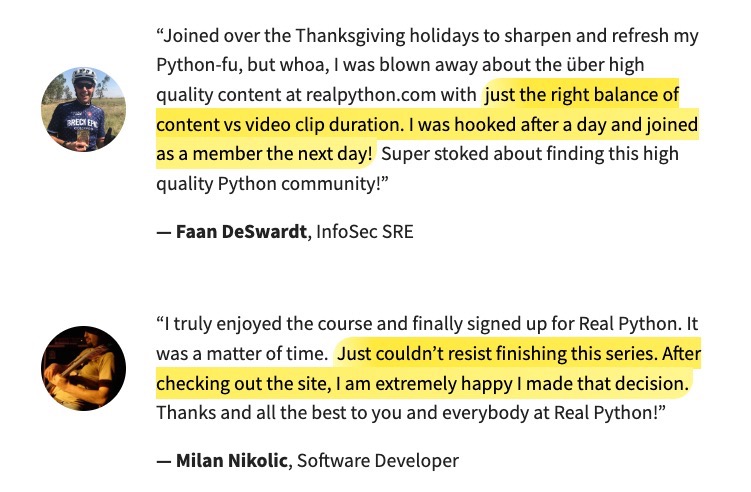 “Joined over the Thanksgiving holidays to sharpen and refresh my
Python-fu, but whoa, I was blown away about the über high
quality content at realpython.com with just the right balance of
content vs video clip duration. I was hooked after a day and joined
as a member the next day! Super stoked about finding this high
quality Python community!”
— Faan DeSwardt, InfoSec SRE
“I truly enjoyed the course and finally signed up for Real Python. It
was a matter of time. Just couldn’t resist finishing this series. After
checking out the site, I am extremely happy I made that decision.
Thanks and all the best to you and everybody at Real Python!”
— Milan Nikolic, Software Developer